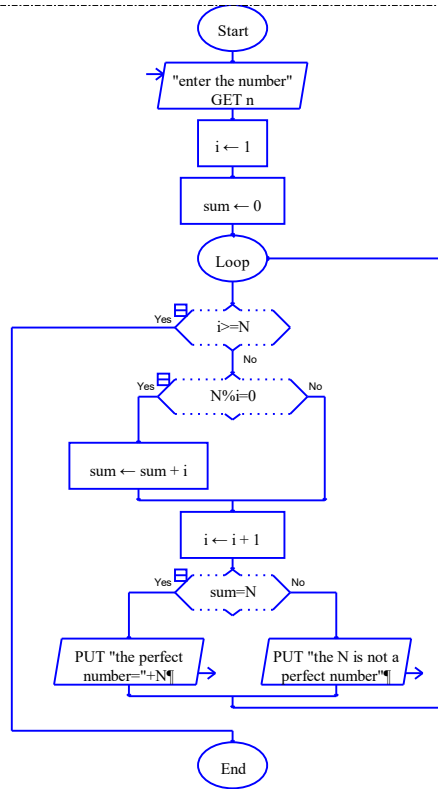 Start
"enter the number"
GET n
i ← 1
sum ← 0
Loop
Yes
i>=N
No
Yes
No
N%i=0
sum ← sum + i
i ← i + 1
Yes
No
sum=N
PUT "the perfect
number="+N¶
PUT "the N is not a
perfect number"¶
End